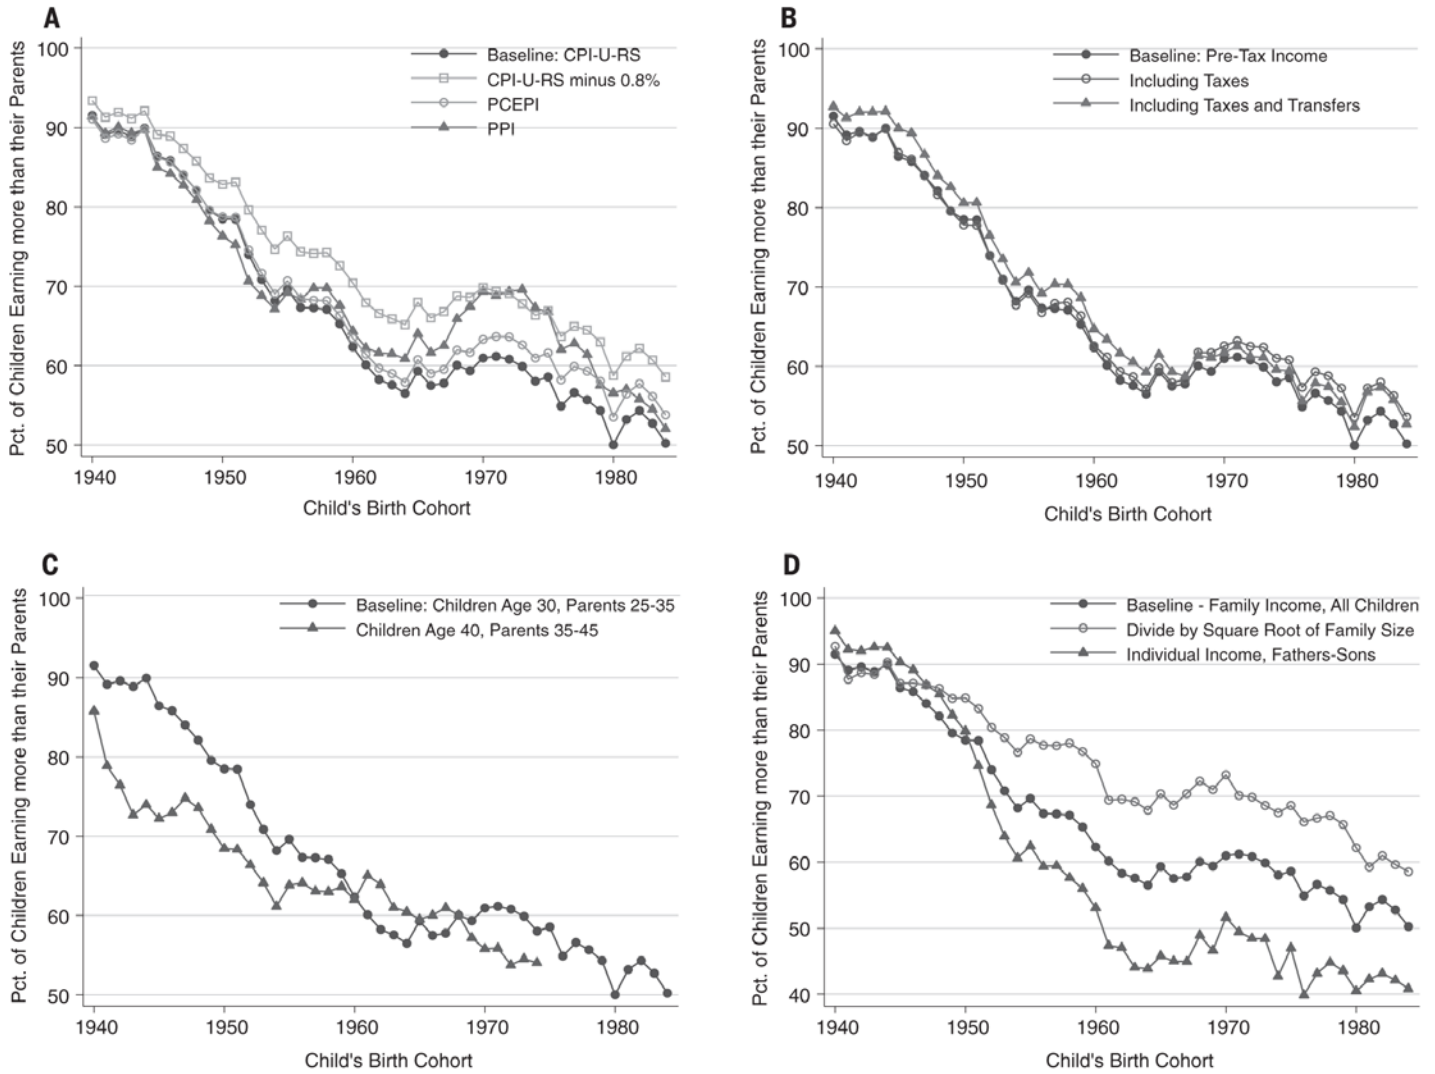 A
Pct. of Children Earning more than their Parents
100
90
80
70
60
50
Baseline: CPI-U-RS
CPI-U-RS minus 0.8%
PCEPI
PPI
1940 1950 1960 1970 1980
Child's Birth Cohort
B
Pct. of Children Earning more than their Parents
100
90
80
70
60
50
Baseline: Pre-Tax Income
Including Taxes
Including Taxes and Transfers
1940 1950 1960 1970 1980
Child's Birth Cohort
C
Pct. of Children Earning more than their Parents
100
90
80
70
60
50
Baseline: Children Age 30, Parents 25-35
Children Age 40, Parents 35-45
1940 1950 1960 1970 1980
Child's Birth Cohort
D
Pct. of Children Earning more than their Parents
100
90
80
70
60
50
40
Baseline - Family Income, All Children
Divide by Square Root of Family Size
Individual Income, Fathers-Sons
1940 1950 1960 1970 1980
Child's Birth Cohort